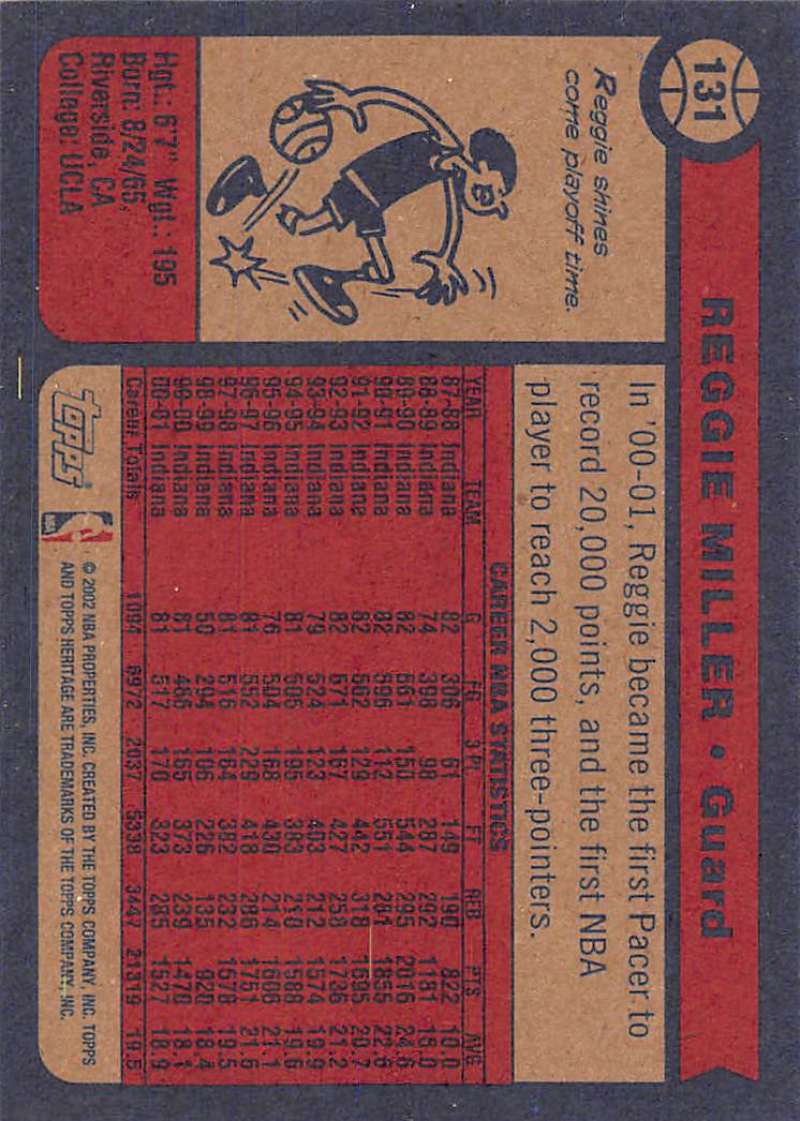 131
REGGIE MILLER • Guard
Reggie shines
come playoff time.
Hgt.: 6'7" Wgt.: 195
Born: 8/24/65,
Riverside, CA
College: UCLA
In '00-01, Reggie became the first Pacer to
record 20,000 points, and the first NBA
player to reach 2,000 three-pointers.
CAREER NBA STATISTICS
YEAR TEAM G FG 3 PT FT REB PTS AVG
87-88 Indiana 82 306 61 149 190 822 10.0
88-89 Indiana 74 398 98 287 292 1181 16.0
89-90 Indiana 82 661 150 544 295 2016 24.6
90-91 Indiana 82 596 112 551 281 1855 22.6
91-92 Indiana 82 562 129 442 318 1695 20.7
92-93 Indiana 82 571 167 427 258 1736 21.2
93-94 Indiana 79 524 123 403 212 1574 19.9
94-95 Indiana 81 505 195 383 210 1588 19.6
95-96 Indiana 76 504 168 430 214 1606 21.1
96-97 Indiana 81 552 229 418 286 1751 21.6
97-98 Indiana 81 516 164 382 232 1578 19.5
98-99 Indiana 50 294 106 226 135 920 18.4
99-00 Indiana 81 466 165 373 239 1470 18.1
00-01 Indiana 81 517 170 323 285 1527 18.9
Career Totals 1094 6972 2037 5338 3447 21319 19.5
Topps
NBA
© 2002 NBA PROPERTIES, INC. CREATED BY THE TOPPS COMPANY, INC. TOPPS
AND TOPPS HERITAGE ARE TRADEMARKS OF THE TOPPS COMPANY, INC.